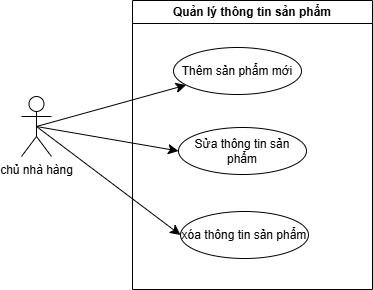 Quản lý thông tin sản phẩm
Thêm sản phẩm mới
chủ nhà hàng
Sửa thông tin sản
phẩm
xóa thông tin sản phẩm